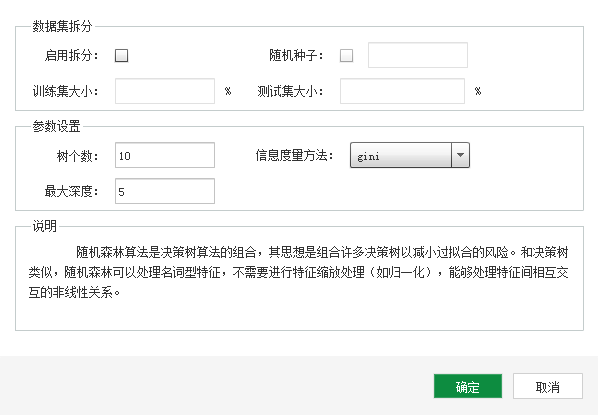 数据集拆分
启用拆分： 随机种子：
训练集大小： % 测试集大小： %
参数设置
树个数： 10 信息度量方法： gini
最大深度： 5
说明
随机森林算法是决策树算法的组合，其思想是组合许多决策树以减小过拟合的风险。和决策树
类似，随机森林可以处理名词型特征，不需要进行特征缩放处理（如归一化），能够处理特征间相互交
互的非线性关系。
确定 取消